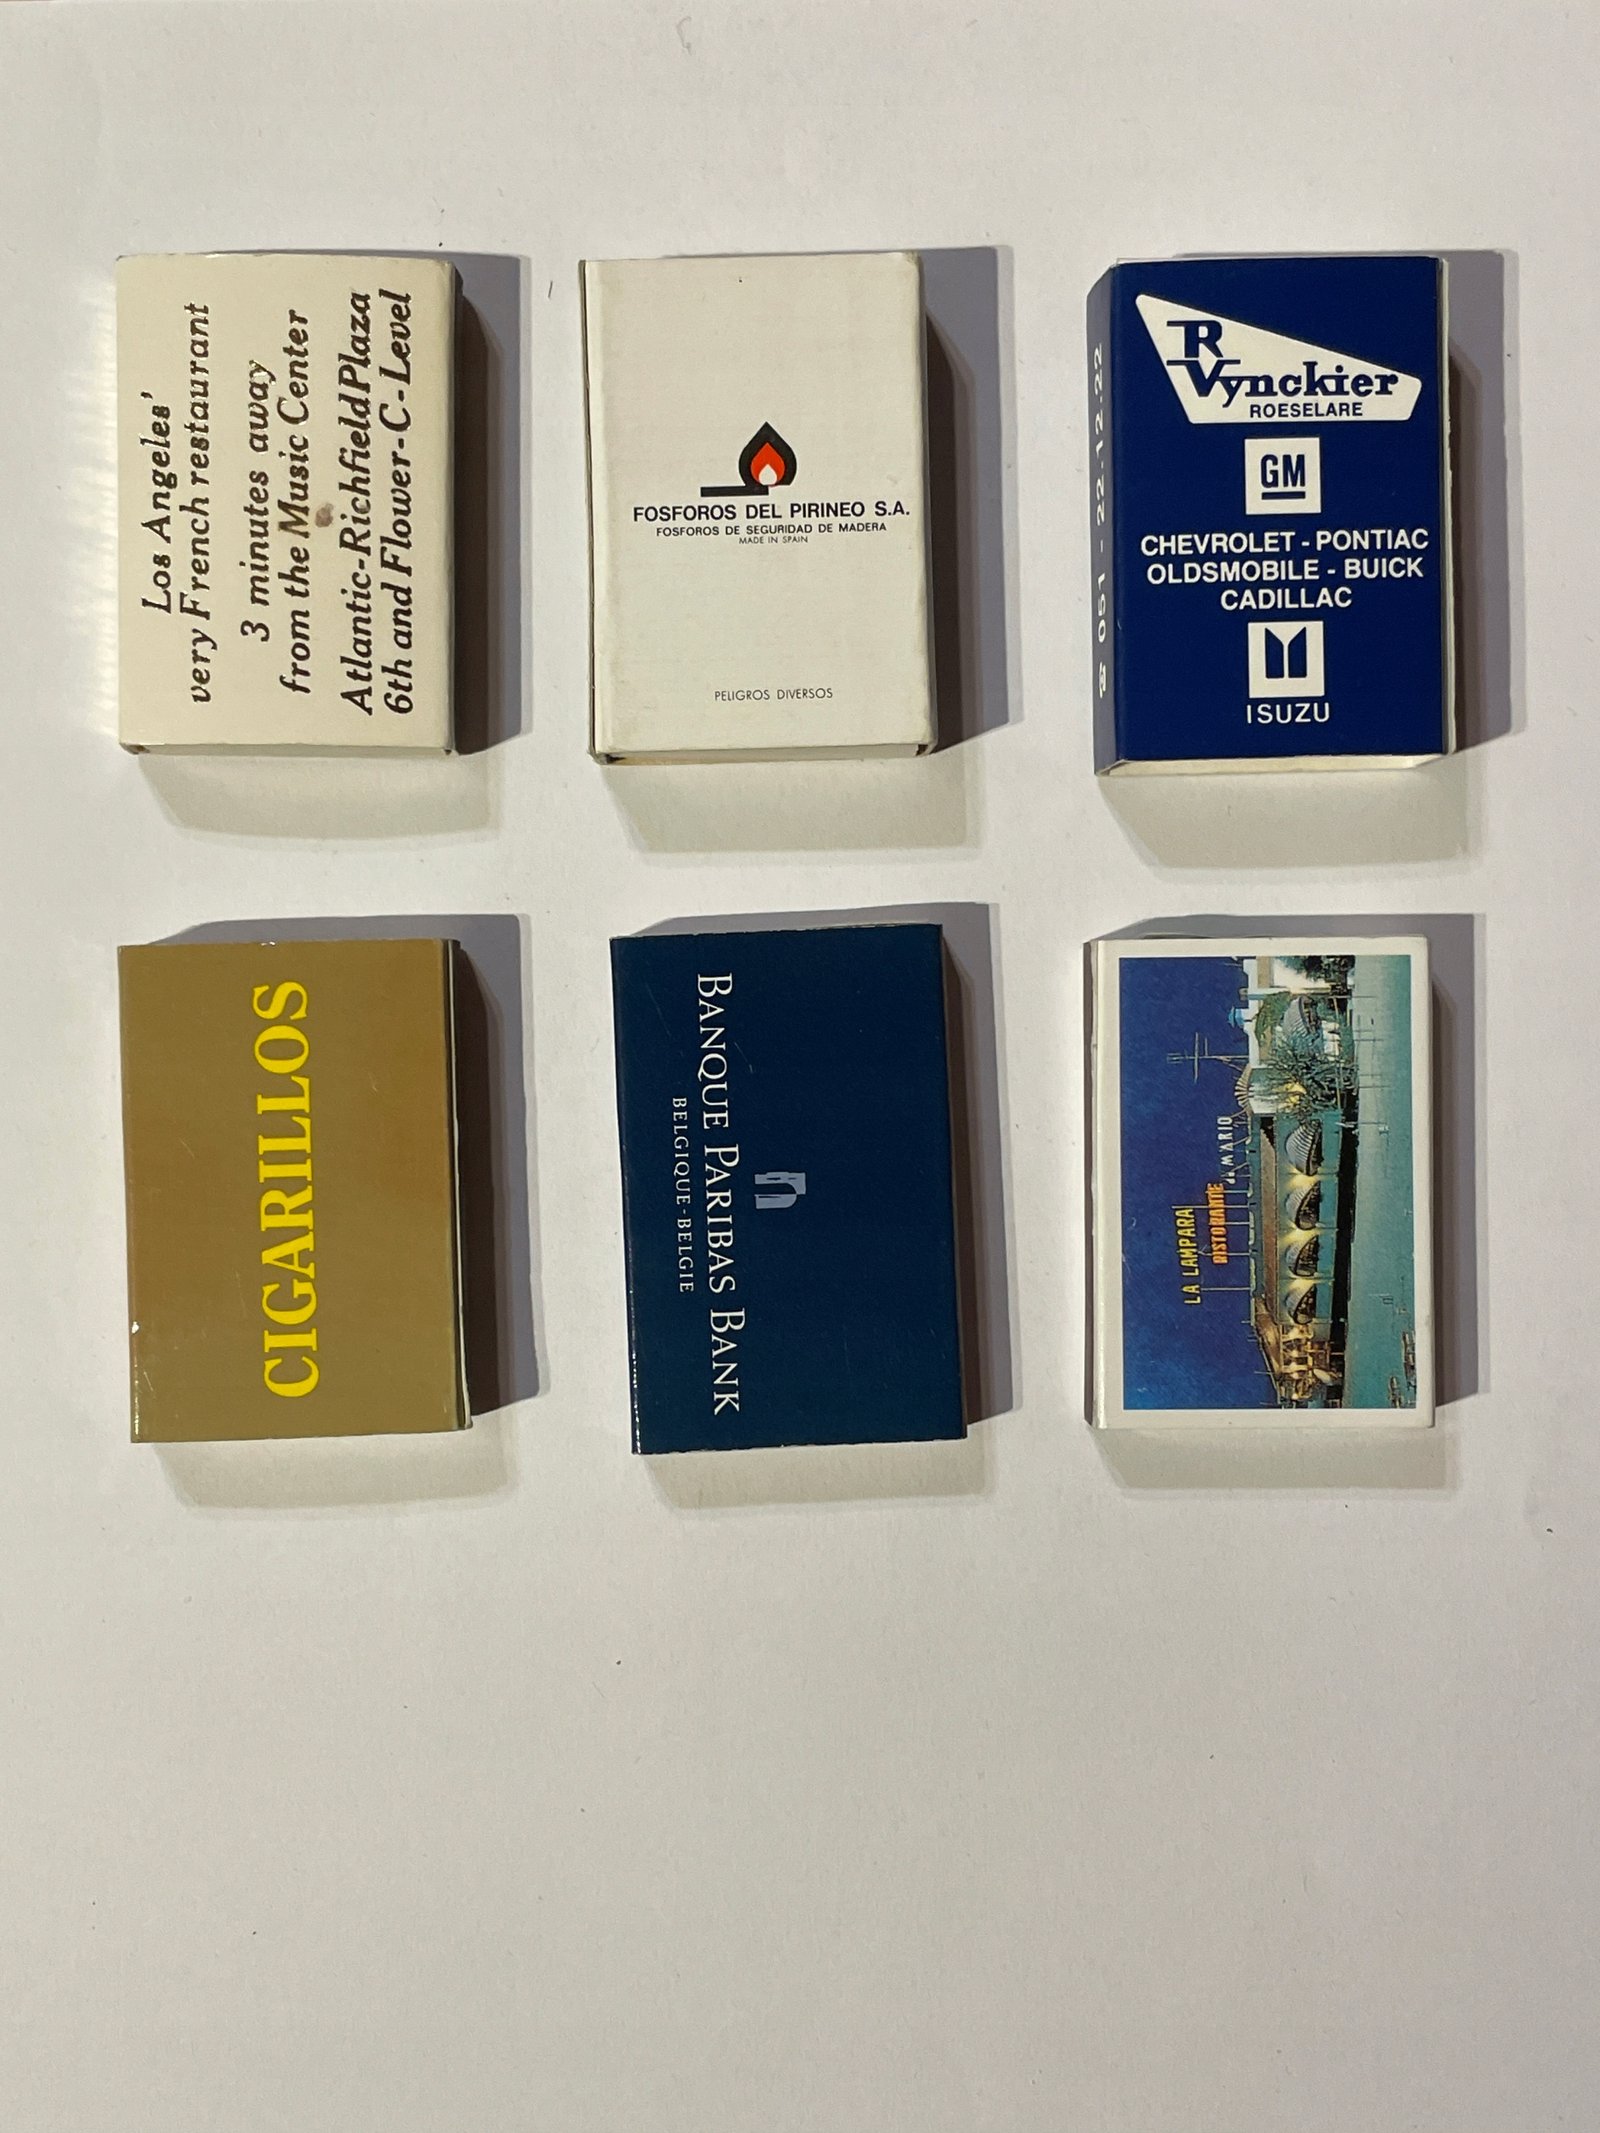 Los Angeles'
very French restaurant
3 minutes away
from the Music Center
Atlantic-Richfield Plaza
6th and Flower-C-Level
FOSFOROS DEL PIRINEO S.A.
FOSFOROS DE SEGURIDAD DE MADERA
MADE IN SPAIN
PELIGROS DIVERSOS
☎ 051 - 22.12.22
R
Vynckier
ROESELARE
GM
CHEVROLET - PONTIAC
OLDSMOBILE - BUICK
CADILLAC
ISUZU
CIGARILLOS
BANQUE PARIBAS BANK
BELGIQUE-BELGIE
LA LAMPARA
RISTORANTE
da MARIO